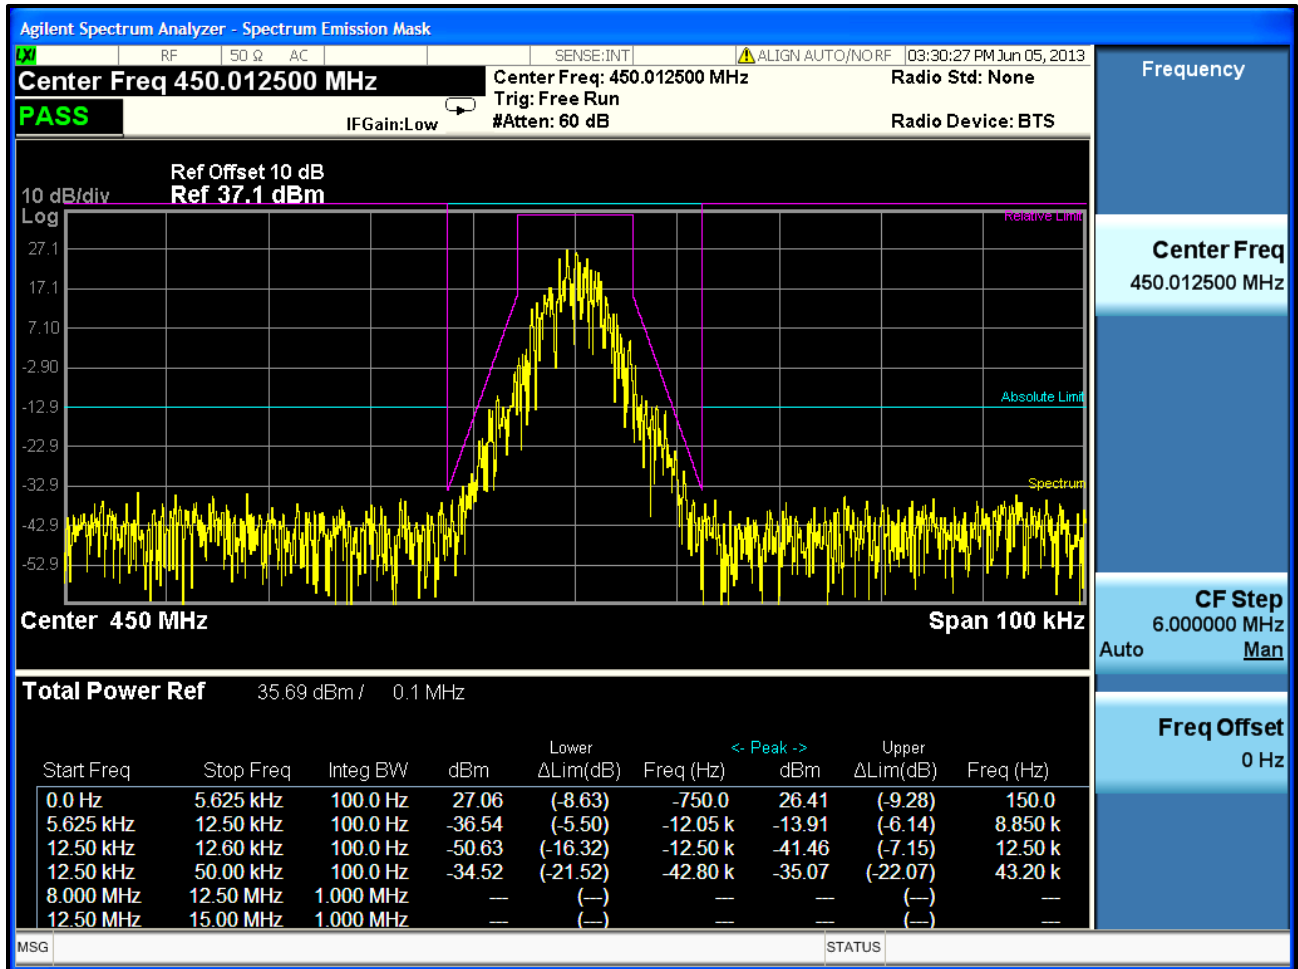 Agilent Spectrum Analyzer - Spectrum Emission Mask
LXI RF 50 Ω AC SENSE:INT ALIGN AUTO/NO RF 03:30:27 PM Jun 05, 2013
Center Freq 450.012500 MHz
Center Freq: 450.012500 MHz
Radio Std: None
Trig: Free Run
PASS
IFGain:Low
#Atten: 60 dB
Radio Device: BTS
Ref Offset 10 dB
10 dB/div Ref 37.1 dBm
Log
Relative Limit
27.1
17.1
7.10
-2.90
Absolute Limit
-12.9
-22.9
-32.9
Spectrum
-42.9
-52.9
Center 450 MHz Span 100 kHz
Total Power Ref 35.69 dBm / 0.1 MHz
Lower <- Peak -> Upper
Start Freq Stop Freq Integ BW dBm ΔLim(dB) Freq (Hz) dBm ΔLim(dB) Freq (Hz)
0.0 Hz 5.625 kHz 100.0 Hz 27.06 (-8.63) -750.0 26.41 (-9.28) 150.0
5.625 kHz 12.50 kHz 100.0 Hz -36.54 (-5.50) -12.05 k -13.91 (-6.14) 8.850 k
12.50 kHz 12.60 kHz 100.0 Hz -50.63 (-16.32) -12.50 k -41.46 (-7.15) 12.50 k
12.50 kHz 50.00 kHz 100.0 Hz -34.52 (-21.52) -42.80 k -35.07 (-22.07) 43.20 k
8.000 MHz 12.50 MHz 1.000 MHz --- (---) --- --- (---) ---
12.50 MHz 15.00 MHz 1.000 MHz --- (---) --- --- (---) ---
MSG STATUS
Frequency
Center Freq
450.012500 MHz
CF Step
6.000000 MHz
Auto Man
Freq Offset
0 Hz